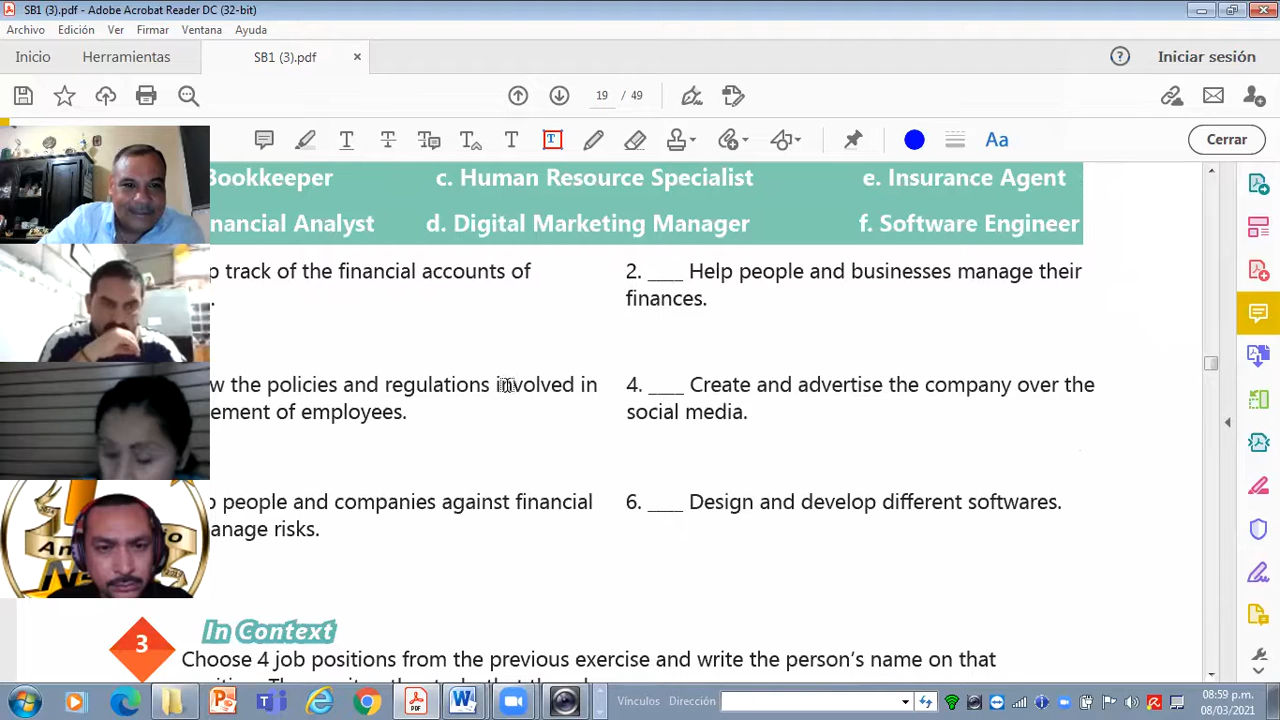 SB1 (3).pdf - Adobe Acrobat Reader DC (32-bit)
Archivo Edición Ver Firmar Ventana Ayuda
Inicio Herramientas SB1 (3).pdf × Iniciar sesión
19 / 49
Aa Cerrar
Bookkeeper c. Human Resource Specialist e. Insurance Agent
nancial Analyst d. Digital Marketing Manager f. Software Engineer
p track of the financial accounts of
2. ____ Help people and businesses manage their
finances.
w the policies and regulations involved in
ement of employees.
4. ____ Create and advertise the company over the
social media.
p people and companies against financial
anage risks.
6. ____ Design and develop different softwares.
3 In Context
Choose 4 job positions from the previous exercise and write the person's name on that
Vínculos Dirección
08:59 p.m.
08/03/2021